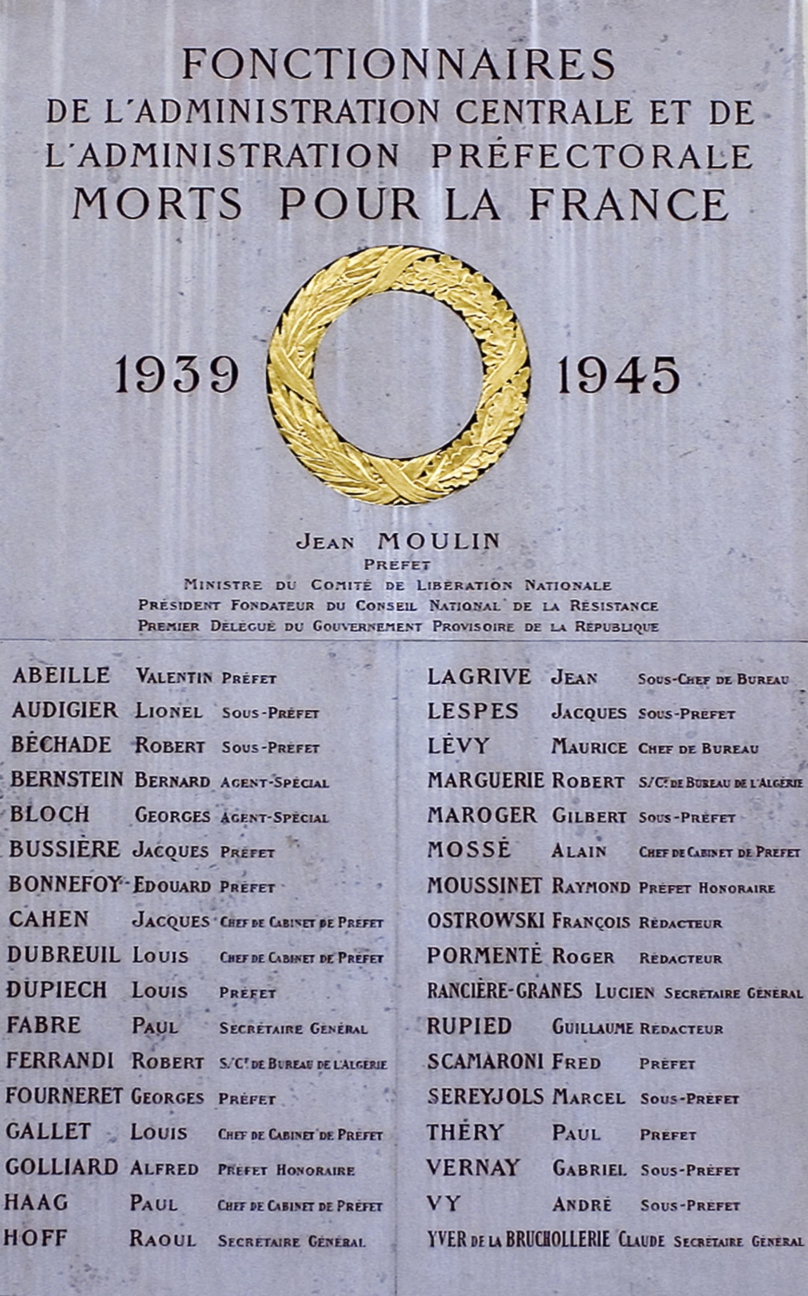 FONCTIONNAIRES
DE L'ADMINISTRATION CENTRALE ET DE
L'ADMINISTRATION PRÉFECTORALE
MORTS POUR LA FRANCE
1939 1945
JEAN MOULIN
PRÉFET
MINISTRE DU COMITÉ DE LIBÉRATION NATIONALE
PRÉSIDENT FONDATEUR DU CONSEIL NATIONAL DE LA RÉSISTANCE
PREMIER DÉLÉGUÉ DU GOUVERNEMENT PROVISOIRE DE LA RÉPUBLIQUE
ABEILLE VALENTIN PRÉFET
AUDIGIER LIONEL SOUS-PRÉFET
BÉCHADE ROBERT SOUS-PRÉFET
BERNSTEIN BERNARD AGENT-SPÉCIAL
BLOCH GEORGES AGENT-SPÉCIAL
BUSSIÈRE JACQUES PRÉFET
BONNEFOY EDOUARD PRÉFET
CAHEN JACQUES CHEF DE CABINET DE PRÉFET
DUBREUIL LOUIS CHEF DE CABINET DE PRÉFET
DUPIECH LOUIS PRÉFET
FABRE PAUL SECRÉTAIRE GÉNÉRAL
FERRANDI ROBERT S/CF DE BUREAU DE L'ALGÉRIE
FOURNERET GEORGES PRÉFET
GALLET LOUIS CHEF DE CABINET DE PRÉFET
GOLLIARD ALFRED PRÉFET HONORAIRE
HAAG PAUL CHEF DE CABINET DE PRÉFET
HOFF RAOUL SECRÉTAIRE GÉNÉRAL
LAGRIVE JEAN SOUS-CHEF DE BUREAU
LESPES JACQUES SOUS-PRÉFET
LÉVY MAURICE CHEF DE BUREAU
MARGUERIE ROBERT S/CF DE BUREAU DE L'ALGÉRIE
MAROGER GILBERT SOUS-PRÉFET
MOSSÉ ALAIN CHEF DE CABINET DE PRÉFET
MOUSSINET RAYMOND PRÉFET HONORAIRE
OSTROWSKI FRANÇOIS RÉDACTEUR
PORMENTÉ ROGER RÉDACTEUR
RANCIÈRE-GRANES LUCIEN SECRÉTAIRE GÉNÉRAL
RUPIED GUILLAUME RÉDACTEUR
SCAMARONI FRED PRÉFET
SEREYJOLS MARCEL SOUS-PRÉFET
THÉRY PAUL PRÉFET
VERNAY GABRIEL SOUS-PRÉFET
VY ANDRÉ SOUS-PRÉFET
YVER DE LA BRUCHOLLERIE CLAUDE SECRÉTAIRE GÉNÉRAL